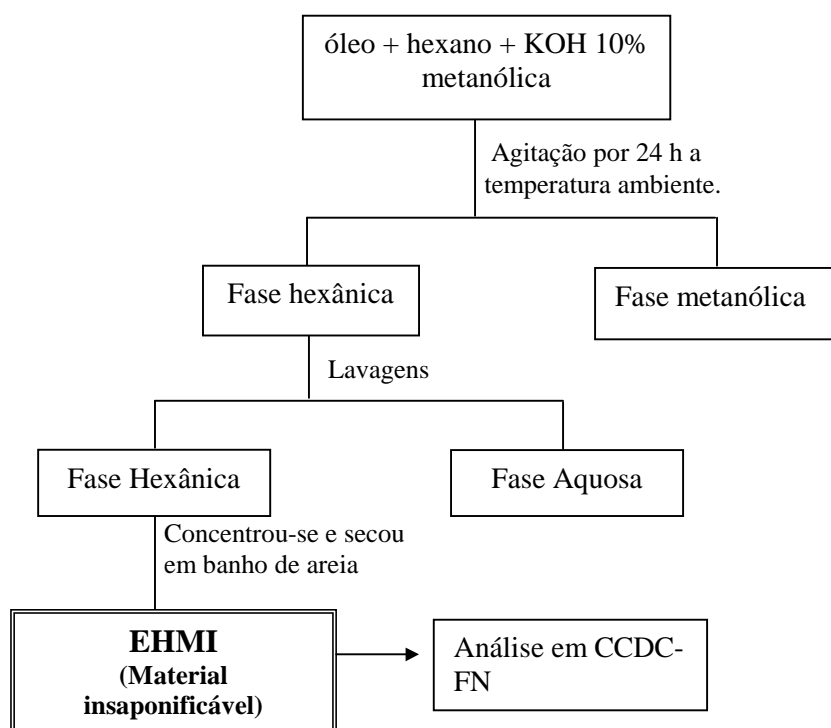 óleo + hexano + KOH 10%
metanólica
Agitação por 24 h a
temperatura ambiente.
Fase hexânica
Fase metanólica
Lavagens
Fase Hexânica
Fase Aquosa
Concentrou-se e secou
em banho de areia
EHMI
(Material
insaponificável)
Análise em CCDC-
FN